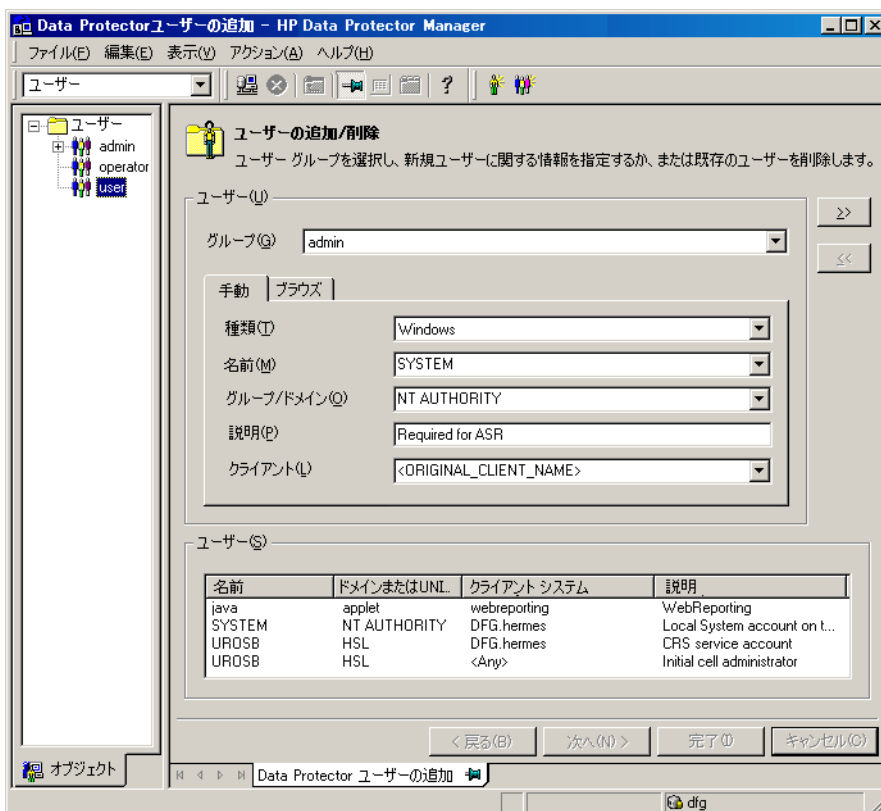 Data Protectorユーザーの追加 - HP Data Protector Manager
ファイル(F) 編集(E) 表示(V) アクション(A) ヘルプ(H)
ユーザー
ユーザー
admin
operator
user
ユーザーの追加/削除
ユーザー グループを選択し、新規ユーザーに関する情報を指定するか、または既存のユーザーを削除します。
ユーザー(U)
>>
<<
グループ(G) admin
手動 ブラウズ
種類(T) Windows
名前(M) SYSTEM
グループ/ドメイン(O) NT AUTHORITY
説明(P) Required for ASR
クライアント(L) <ORIGINAL_CLIENT_NAME>
ユーザー(S)
名前 ドメインまたはUNI... クライアント システム 説明
java applet webreporting WebReporting
SYSTEM NT AUTHORITY DFG.hermes Local System account on t...
UROSB HSL DFG.hermes CRS service account
UROSB HSL <Any> Initial cell administrator
< 戻る(B) 次へ(N) > 完了(I) キャンセル(C)
オブジェクト
Data Protector ユーザーの追加
dfg